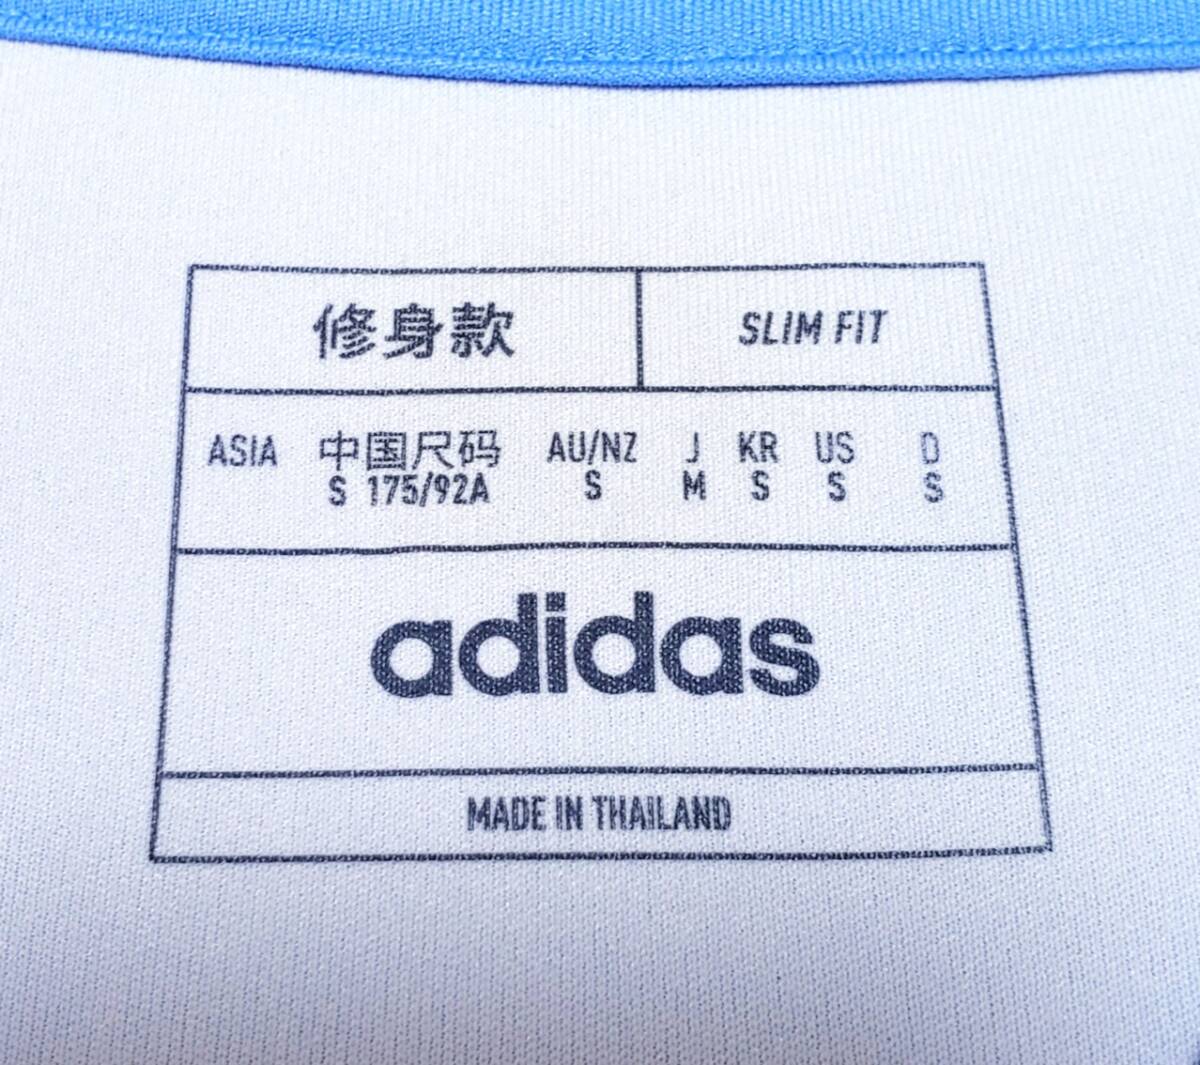 修身款 SLIM FIT
ASIA 中国尺码 AU/NZ J KR US D
S 175/92A S M S S S
adidas
MADE IN THAILAND